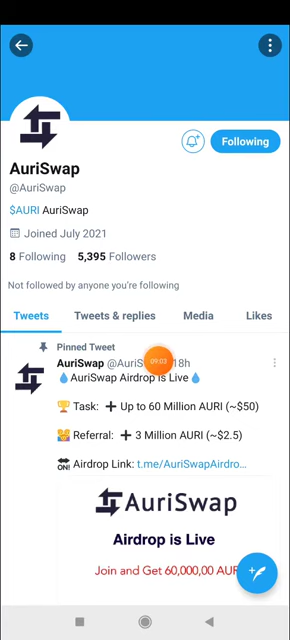 AuriSwap
@AuriSwap
Following
$AURI AuriSwap
Joined July 2021
8 Following 5,395 Followers
Not followed by anyone you're following
Tweets Tweets & replies Media Likes
Pinned Tweet
AuriSwap @AuriS 18h
09:03
💧AuriSwap Airdrop is Live💧
🏆 Task: ➕ Up to 60 Million AURI (~$50)
Referral: ➕ 3 Million AURI (~$2.5)
🔛 Airdrop Link: t.me/AuriSwapAirdro...
AuriSwap
Airdrop is Live
Join and Get 60,000,00 AUR